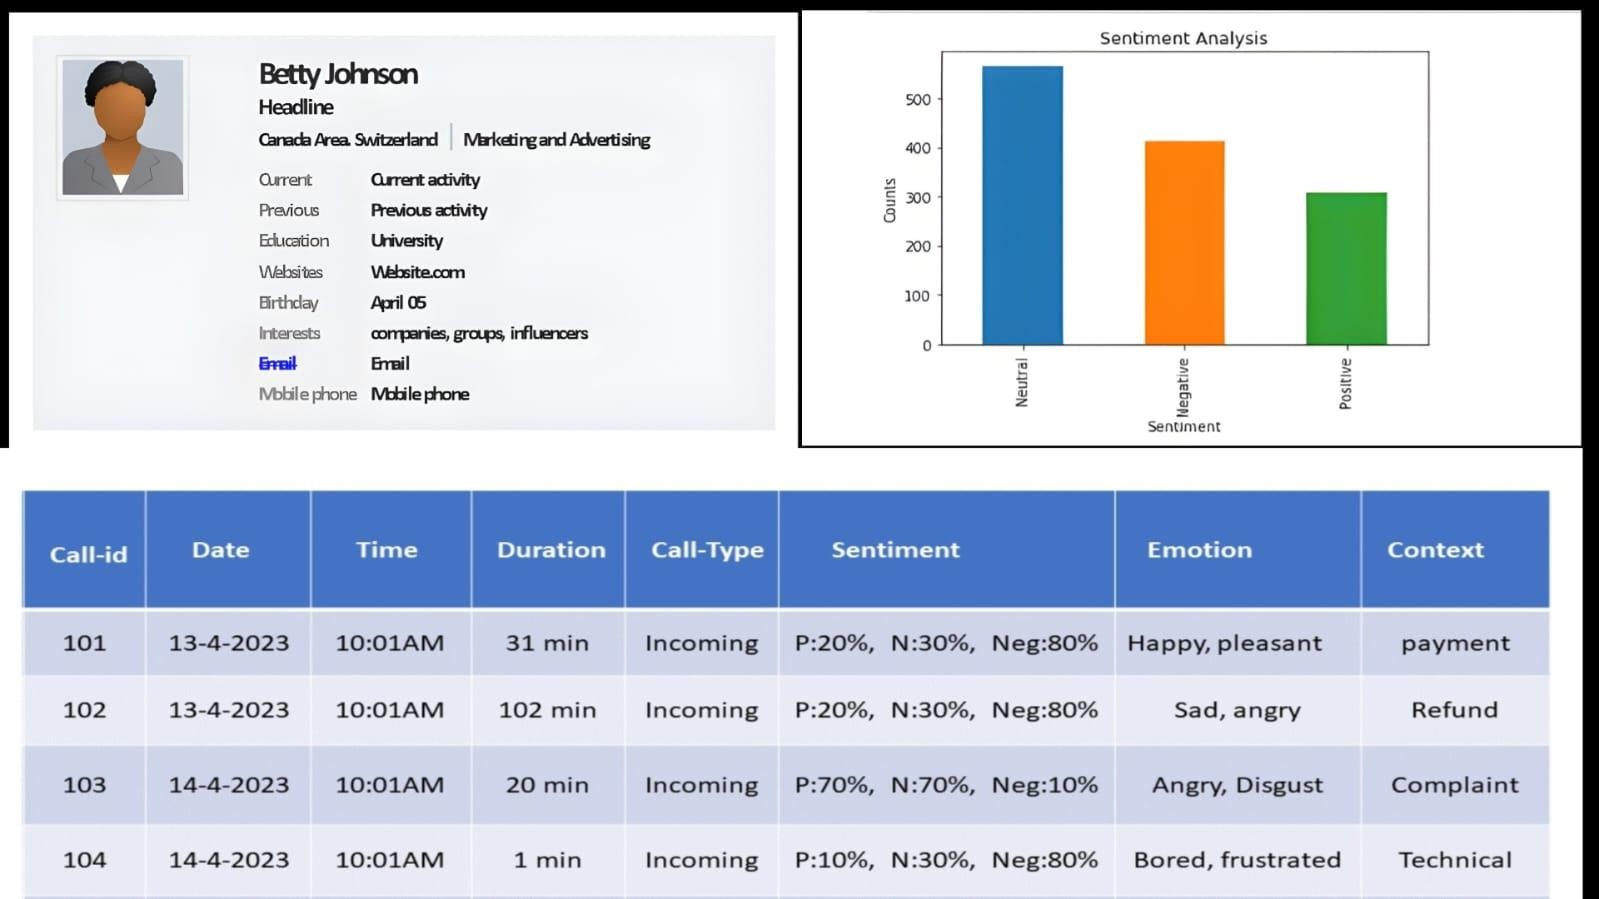 Betty Johnson
Headline
Canada Area. Switzerland | Marketing and Advertising
Current Current activity
Previous Previous activity
Education University
Websites Website.com
Birthday April 05
Interests companies, groups, influencers
Email Email
Mobile phone Mobile phone
Sentiment Analysis
Counts
500
400
300
200
100
0
Neutral Negative Positive
Sentiment
Call-id Date Time Duration Call-Type Sentiment Emotion Context
101 13-4-2023 10:01AM 31 min Incoming P:20%, N:30%, Neg:80% Happy, pleasant payment
102 13-4-2023 10:01AM 102 min Incoming P:20%, N:30%, Neg:80% Sad, angry Refund
103 14-4-2023 10:01AM 20 min Incoming P:70%, N:70%, Neg:10% Angry, Disgust Complaint
104 14-4-2023 10:01AM 1 min Incoming P:10%, N:30%, Neg:80% Bored, frustrated Technical